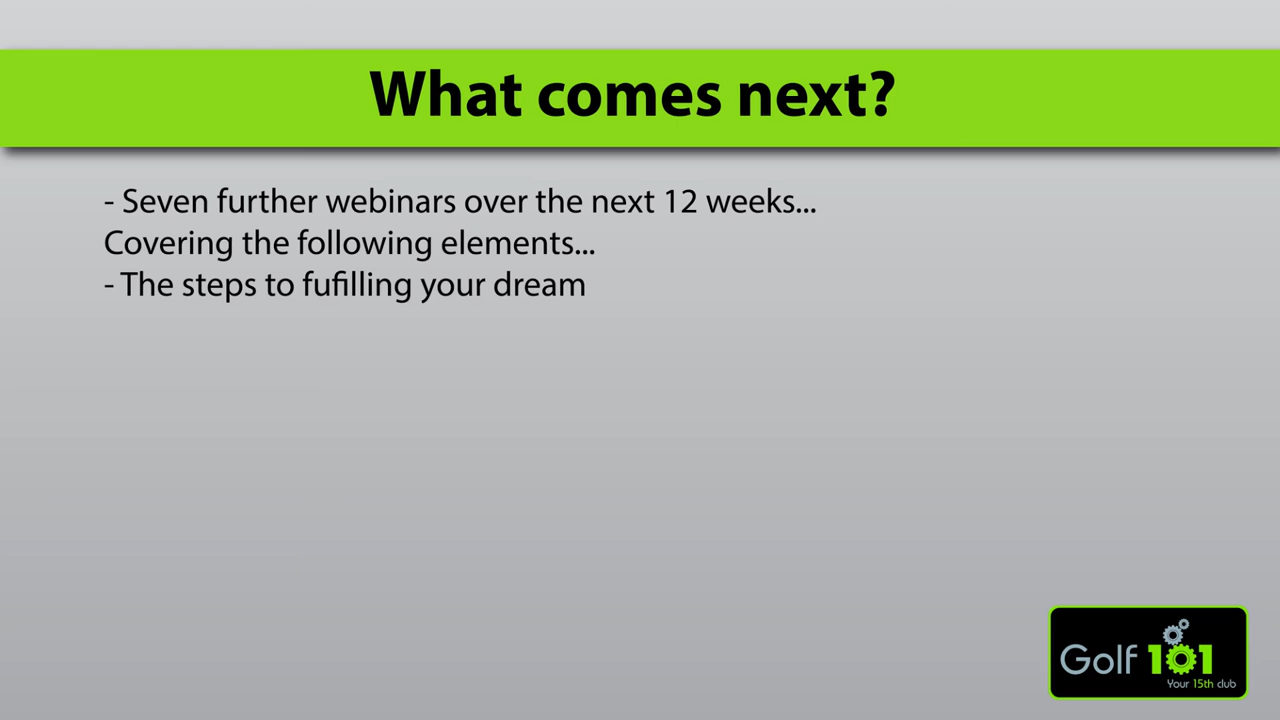 What comes next?
- Seven further webinars over the next 12 weeks...
Covering the following elements...
- The steps to fufilling your dream
Golf 101
Your 15th club